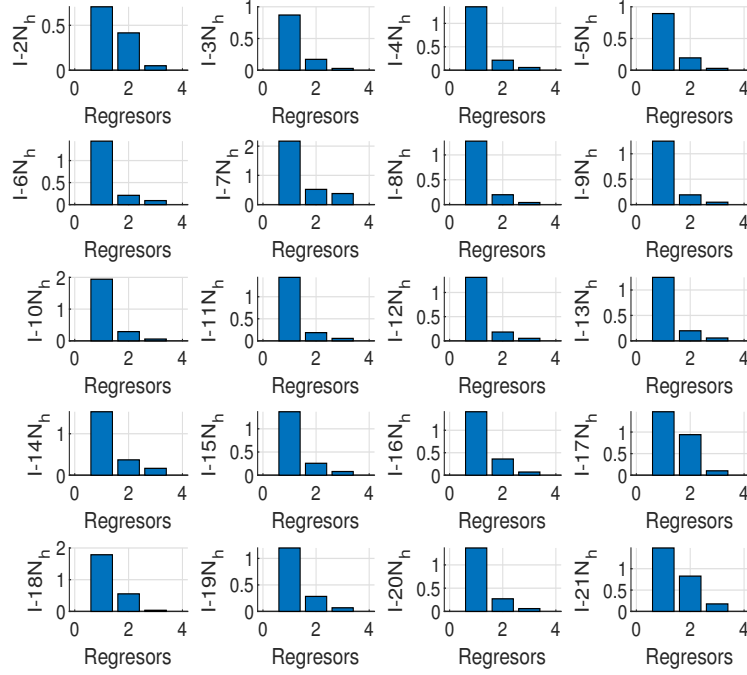 I-2N_h 0.5 0 0 2 4 Regresors
I-3N_h 1 0.5 0 0 2 4 Regresors
I-4N_h 1 0.5 0 0 2 4 Regresors
I-5N_h 1 0.5 0 0 2 4 Regresors
I-6N_h 1 0.5 0 0 2 4 Regresors
I-7N_h 2 1 0 0 2 4 Regresors
I-8N_h 1 0.5 0 0 2 4 Regresors
I-9N_h 1 0.5 0 0 2 4 Regresors
I-10N_h 2 1 0 0 2 4 Regresors
I-11N_h 1 0.5 0 0 2 4 Regresors
I-12N_h 1 0.5 0 0 2 4 Regresors
I-13N_h 1 0.5 0 0 2 4 Regresors
I-14N_h 1 0 0 2 4 Regresors
I-15N_h 1 0.5 0 0 2 4 Regresors
I-16N_h 1 0.5 0 0 2 4 Regresors
I-17N_h 1 0.5 0 0 2 4 Regresors
I-18N_h 2 1 0 0 2 4 Regresors
I-19N_h 1 0.5 0 0 2 4 Regresors
I-20N_h 1 0.5 0 0 2 4 Regresors
I-21N_h 1 0.5 0 0 2 4 Regresors